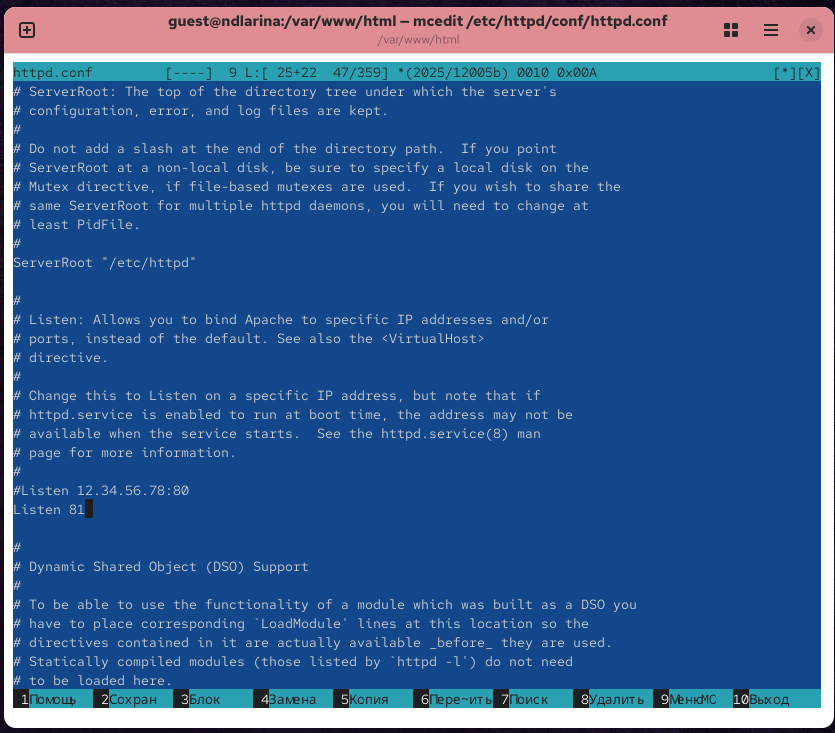 guest@ndlarina:/var/www/html — mcedit /etc/httpd/conf/httpd.conf
/var/www/html
httpd.conf         [----]  9 L:[ 25+22  47/359] *(2025/12005b) 0010 0x00A                      [*][X]
# ServerRoot: The top of the directory tree under which the server's
# configuration, error, and log files are kept.
#
# Do not add a slash at the end of the directory path.  If you point
# ServerRoot at a non-local disk, be sure to specify a local disk on the
# Mutex directive, if file-based mutexes are used.  If you wish to share the
# same ServerRoot for multiple httpd daemons, you will need to change at
# least PidFile.
#
ServerRoot "/etc/httpd"
#
# Listen: Allows you to bind Apache to specific IP addresses and/or
# ports, instead of the default. See also the <VirtualHost>
# directive.
#
# Change this to Listen on a specific IP address, but note that if
# httpd.service is enabled to run at boot time, the address may not be
# available when the service starts.  See the httpd.service(8) man
# page for more information.
#
#Listen 12.34.56.78:80
Listen 81
#
# Dynamic Shared Object (DSO) Support
#
# To be able to use the functionality of a module which was built as a DSO you
# have to place corresponding `LoadModule' lines at this location so the
# directives contained in it are actually available _before_ they are used.
# Statically compiled modules (those listed by `httpd -l') do not need
# to be loaded here.
1Помощь 2Сохран 3Блок 4Замена 5Копия 6Пере~ить 7Поиск 8Удалить 9МенюMC 10Выход